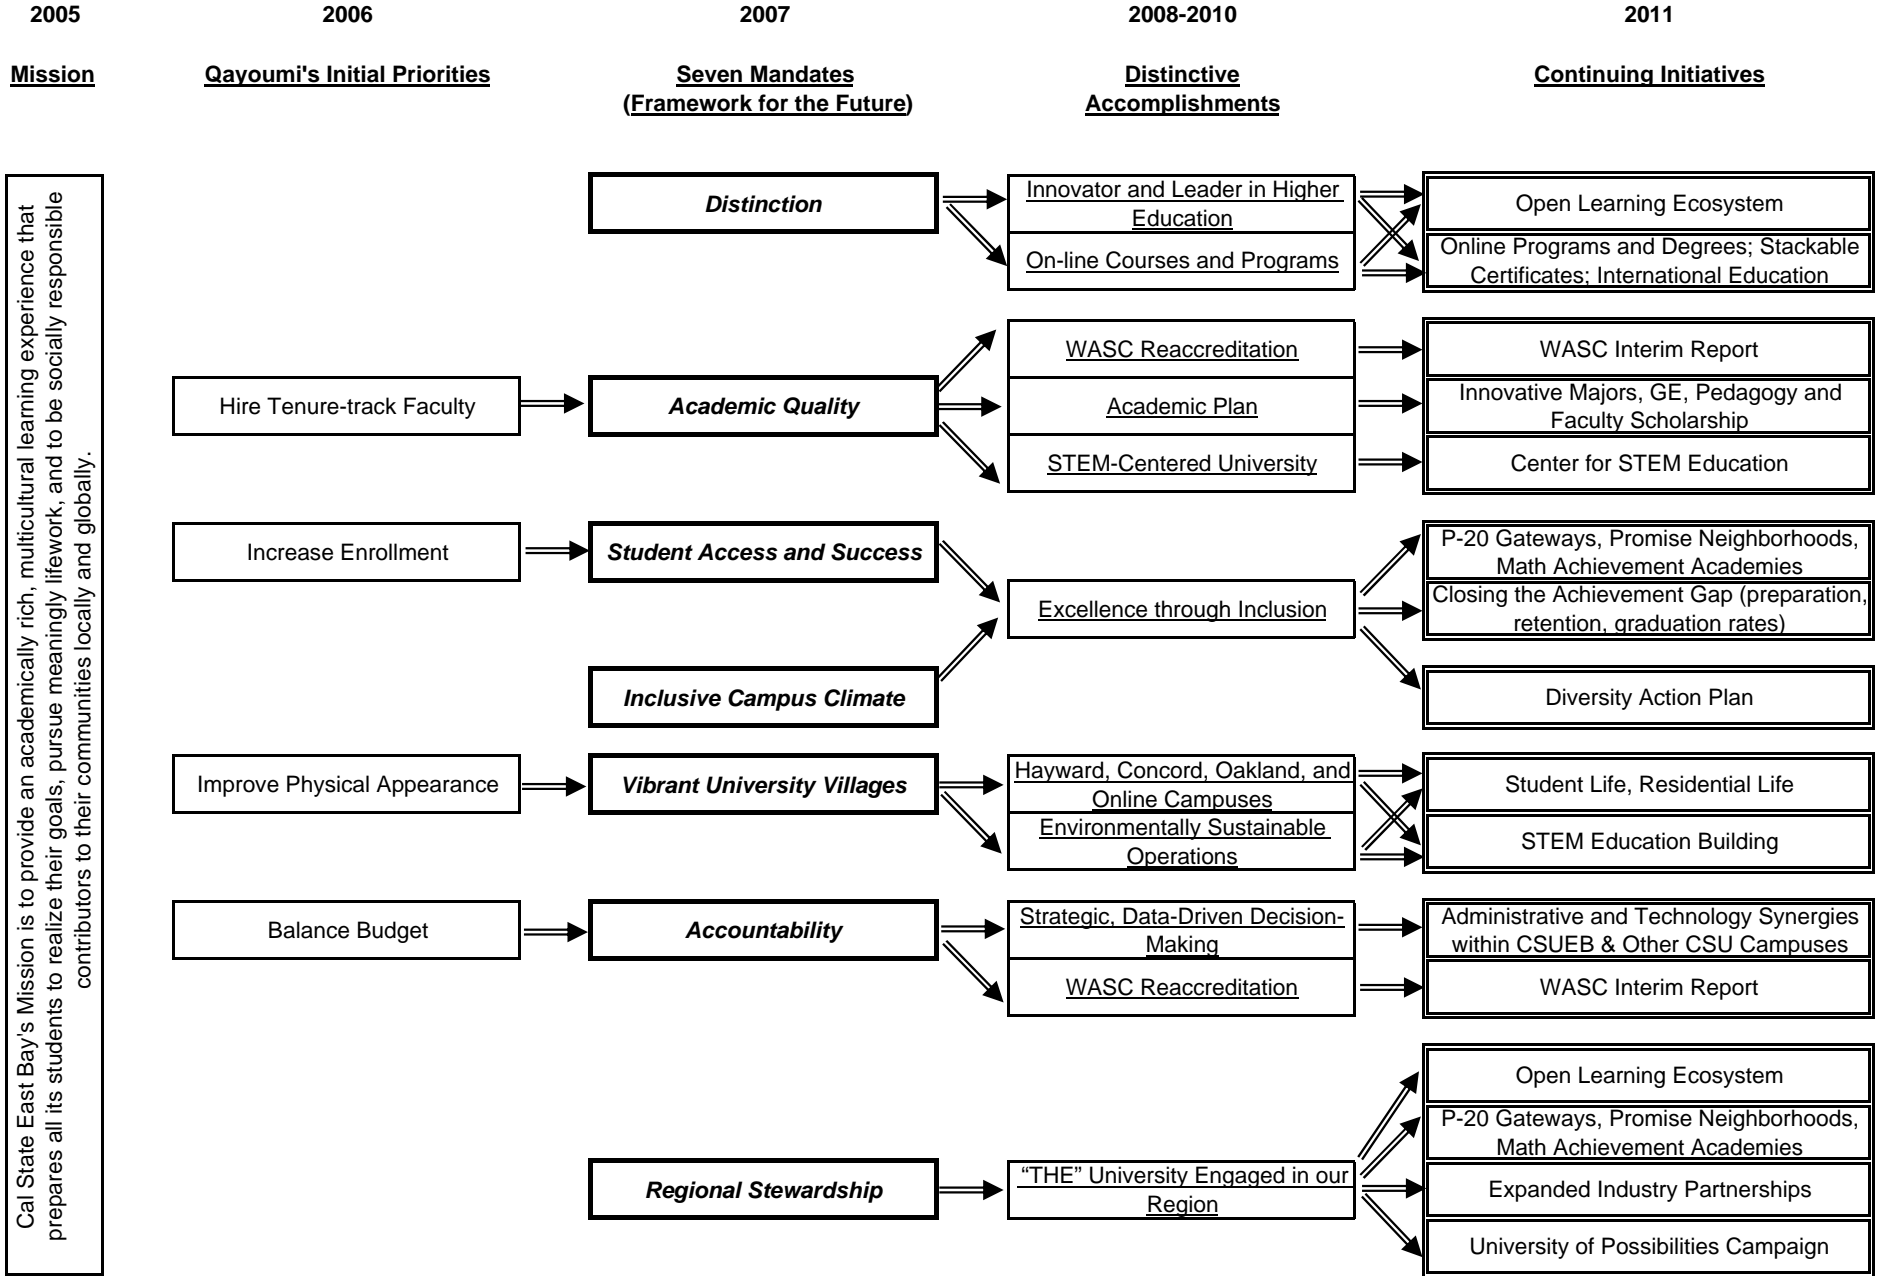 2005
2006
2007
2008-2010
2011
Mission
Qayoumi's Initial Priorities
Seven Mandates
(Framework for the Future)
Distinctive
Accomplishments
Continuing Initiatives
Cal State East Bay's Mission is to provide an academically rich, multicultural learning experience that
prepares all its students to realize their goals, pursue meaningly lifework, and to be socially responsible
contributors to their communities locally and globally.
Distinction
Innovator and Leader in Higher
Education
On-line Courses and Programs
Open Learning Ecosystem
Online Programs and Degrees; Stackable
Certificates; International Education
Hire Tenure-track Faculty
Academic Quality
WASC Reaccreditation
Academic Plan
STEM-Centered University
WASC Interim Report
Innovative Majors, GE, Pedagogy and
Faculty Scholarship
Center for STEM Education
Increase Enrollment
Student Access and Success
Inclusive Campus Climate
Excellence through Inclusion
P-20 Gateways, Promise Neighborhoods,
Math Achievement Academies
Closing the Achievement Gap (preparation,
retention, graduation rates)
Diversity Action Plan
Improve Physical Appearance
Vibrant University Villages
Hayward, Concord, Oakland, and
Online Campuses
Environmentally Sustainable
Operations
Student Life, Residential Life
STEM Education Building
Balance Budget
Accountability
Strategic, Data-Driven Decision-
Making
WASC Reaccreditation
Administrative and Technology Synergies
within CSUEB & Other CSU Campuses
WASC Interim Report
Regional Stewardship
“THE” University Engaged in our
Region
Open Learning Ecosystem
P-20 Gateways, Promise Neighborhoods,
Math Achievement Academies
Expanded Industry Partnerships
University of Possibilities Campaign